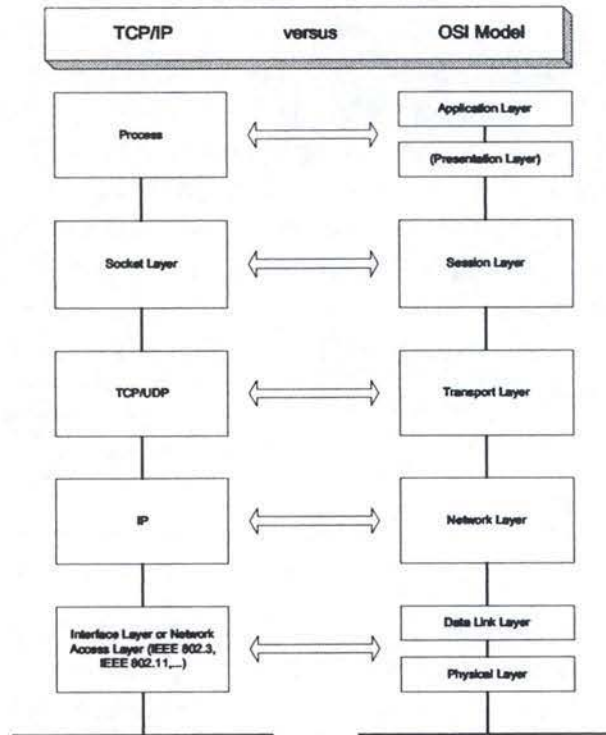 TCP/IP versus OSI Model
Process
Application Layer
(Presentation Layer)
Socket Layer
Session Layer
TCP/UDP
Transport Layer
IP
Network Layer
Interface Layer or Network
Access Layer (IEEE 802.3,
IEEE 802.11,...)
Data Link Layer
Physical Layer